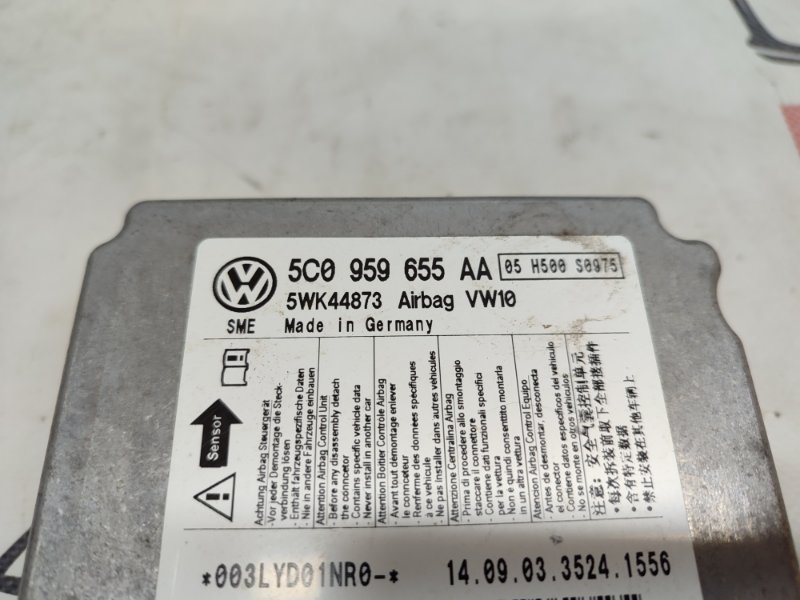 5C0 959 655 AA 05 H500 S0975
5WK44873 Airbag VW10
SME Made in Germany
Sensor
Achtung Airbag Steuergerät
-Vor jeder Demontage die Steck-
verbindung lösen
-Enthält fahrzeugspezifische Daten
-Nie in andere Fahrzeuge einbauen
Attention Airbag Control Unit
- Before any disassembly detach
the conncetor
- Contains specific vehicle data
- Never install in another car
Attention Boitier Controle Airbag
- Avant tout démontage enlever
le connceteur
- Renferme des données spécifiques
à ce véhicule
- Ne pas Installer dans autres véhicules
Attenzione Centralina Airbag
- Prima di procedere allo smontaggio
staccare il connettore
- Contiene dati funzionali specifici
per la vettura
- Non è quindi consentito montarla
in un altra vettura
Atencion Airbag Control Equipo
- Antes de desmontar, desconecta
el conector
- Contiene datos especificos del vehiculo
- No se monte en otros vehiculos
注意：安全气囊控制单元
•每次拆装前取下全部接插件
•含有特定数据
•禁止安装在其他车辆上
*003LYD01NR0-* 14.09.03.3524.1556